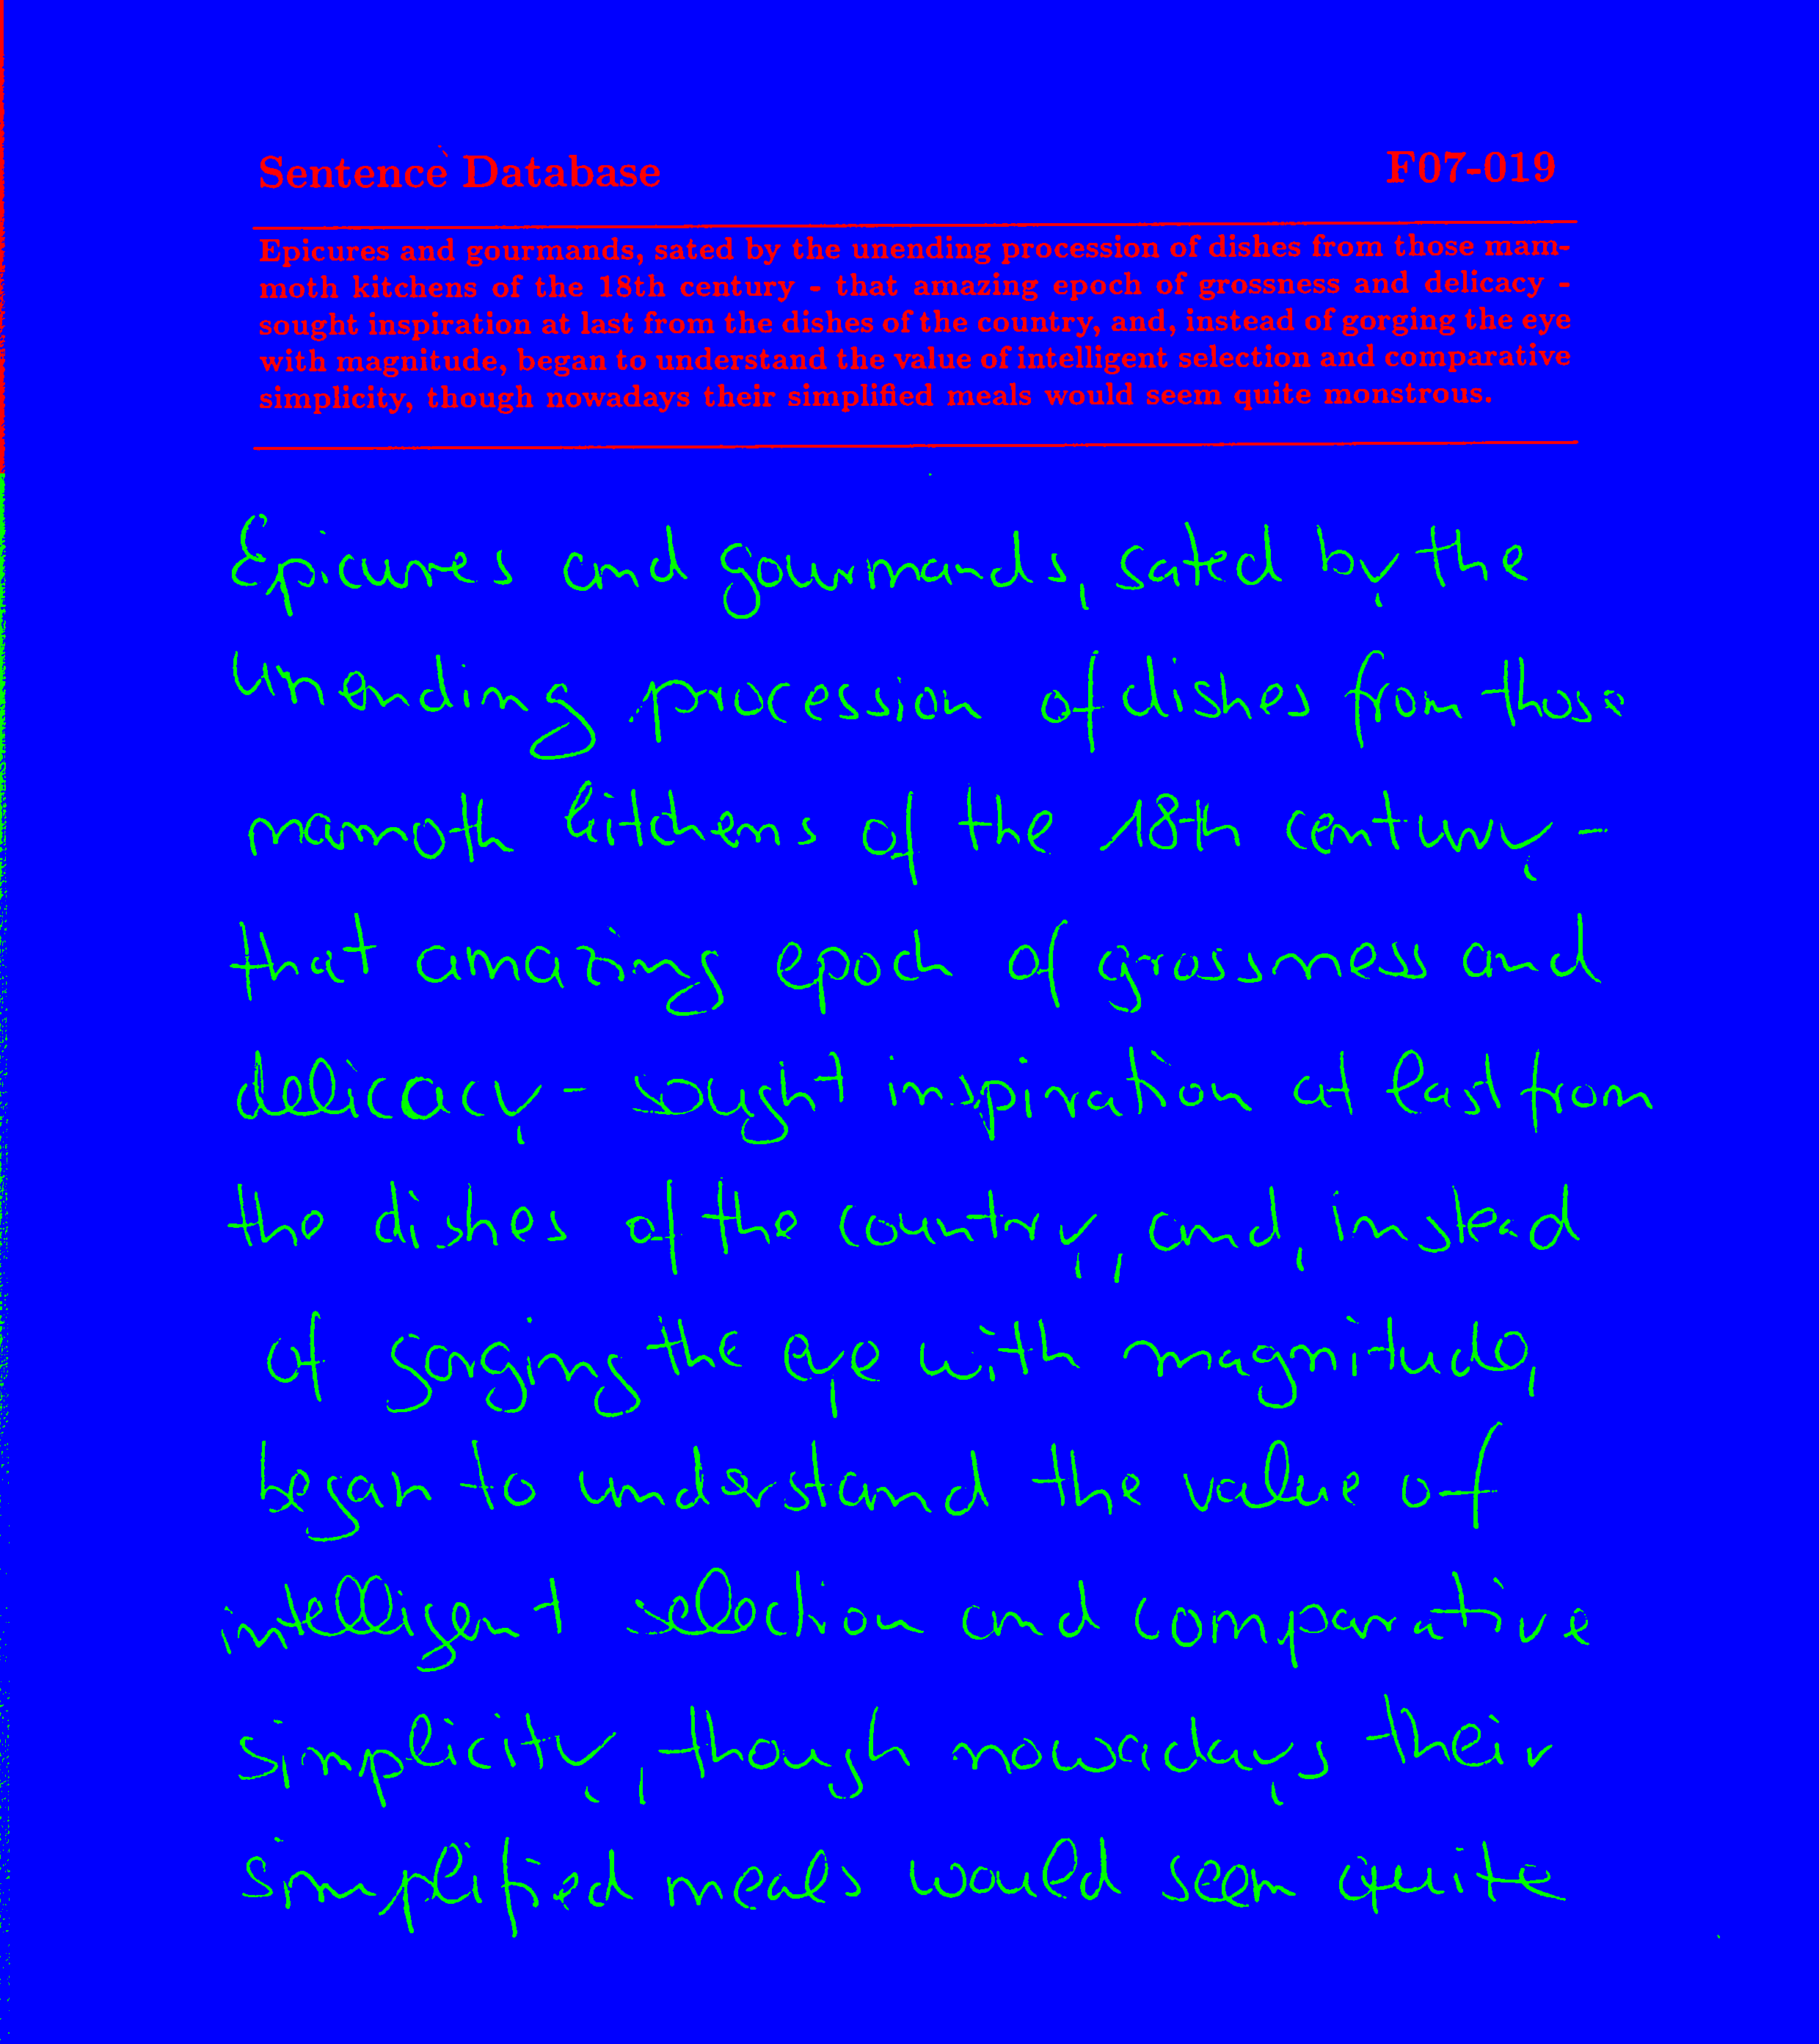 Sentence Database F07-019
Epicures and gourmands, sated by the unending procession of dishes from those mam-
moth kitchens of the 18th century - that amazing epoch of grossness and delicacy -
sought inspiration at last from the dishes of the country, and, instead of gorging the eye
with magnitude, began to understand the value of intelligent selection and comparative
simplicity, though nowadays their simplified meals would seem quite monstrous.
Epicures and gourmands, sated by the
unending procession of dishes from those
mamoth kitchens of the 18th century -
that amazing epoch of grossness and
delicacy - sought inspiration at last from
the dishes of the country, and, instead
of gorging the eye with magnitude,
began to understand the value of
intelligent selection and comparative
simplicity, though nowadays their
simplified meals would seem quite